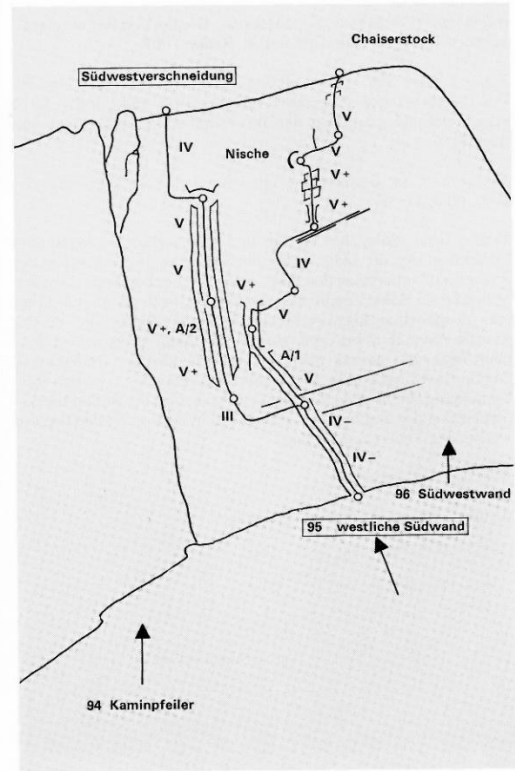 Chaiserstock
Südwestverschneidung
V
IV
V
Nische
V+
V+
V
IV
V
V+
V
V+, A/2
A/1
V+
V
III
IV–
IV–
96 Südwestwand
95 westliche Südwand
94 Kaminpfeiler